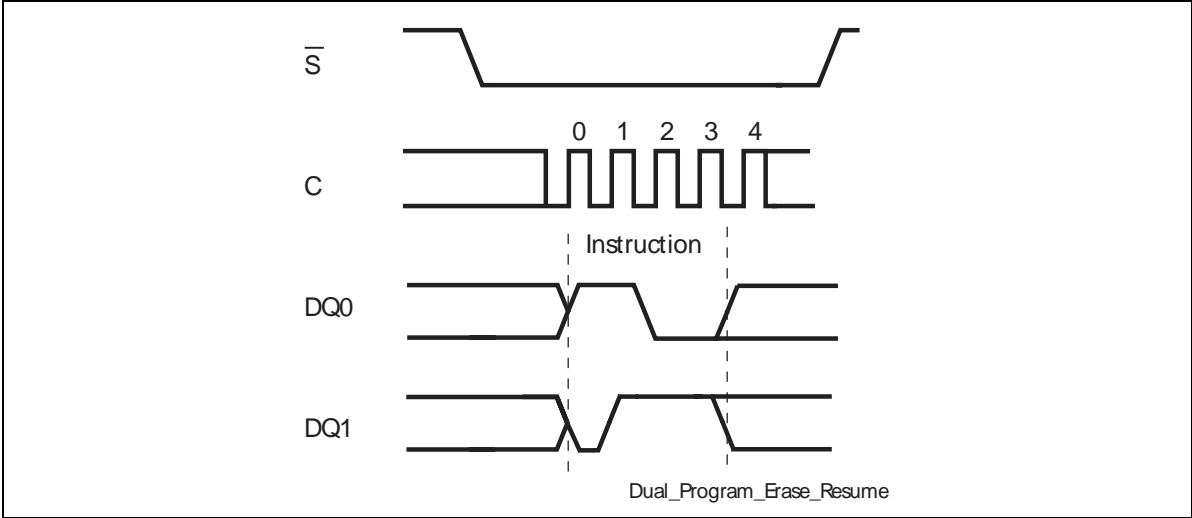 S̅
0 1 2 3 4
C
Instruction
DQ0
DQ1
Dual_Program_Erase_Resume